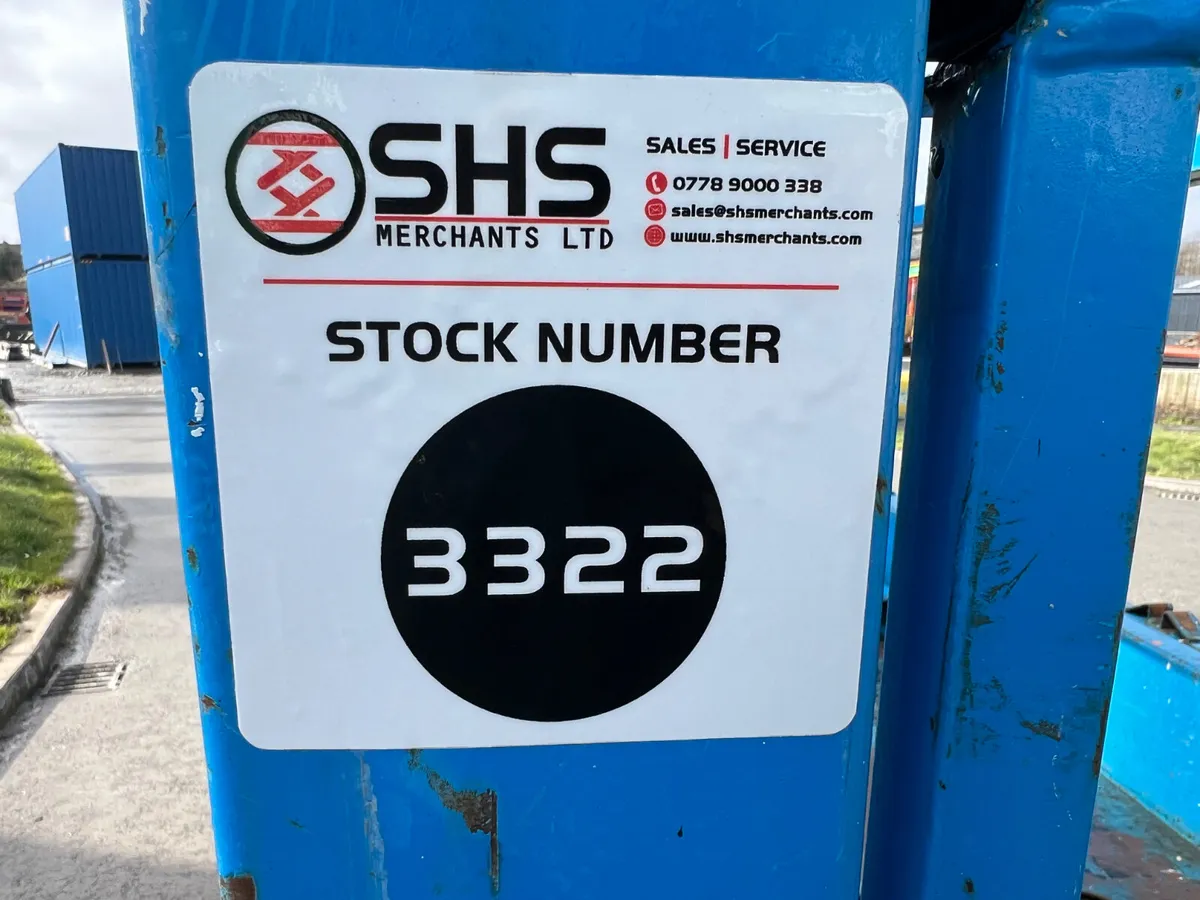 SHS
MERCHANTS LTD
SALES | SERVICE
0778 9000 338
sales@shsmerchants.com
www.shsmerchants.com
STOCK NUMBER
3322